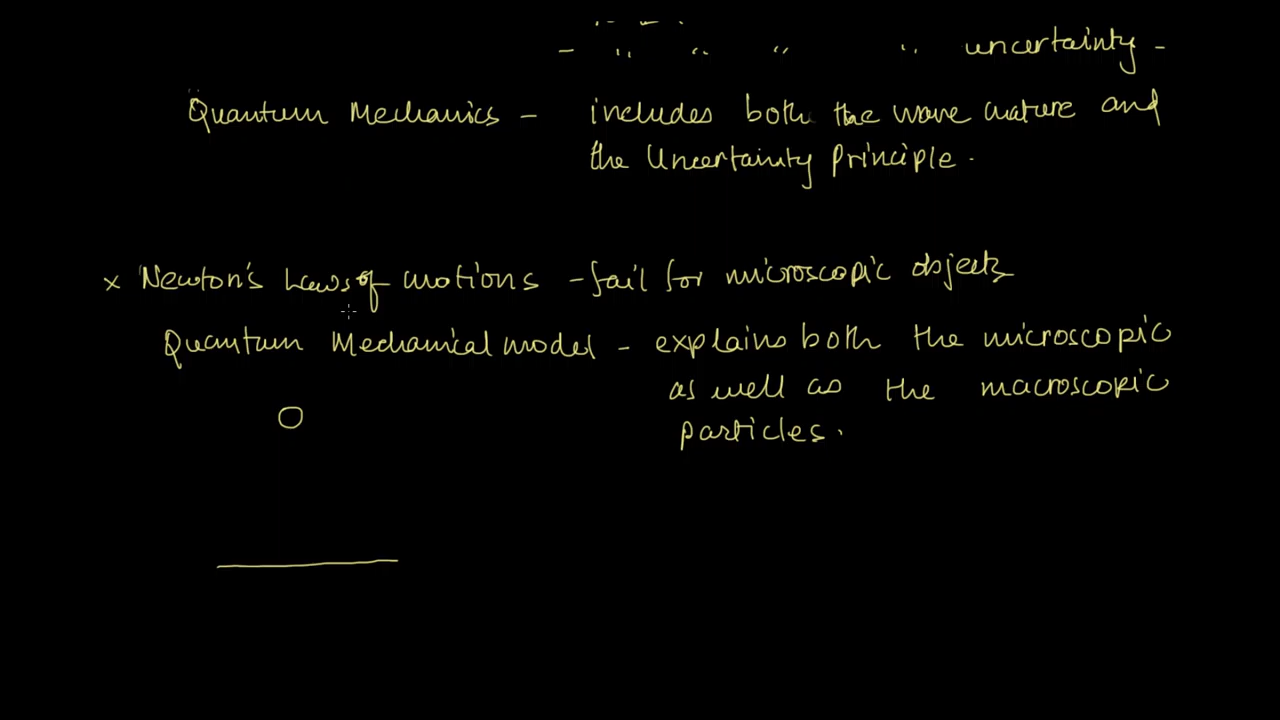 - " " " " uncertainty -
Quantum Mechanics - includes both the wave nature and
the Uncertainty Principle.
x Newton's Laws of motions - fail for microscopic objects
Quantum Mechanical model - explains both the microscopic
as well as the macroscopic
particles.